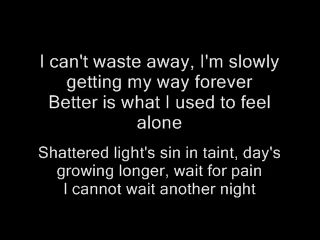 I can't waste away, I'm slowly
getting my way forever
Better is what I used to feel
alone
Shattered light's sin in taint, day's
growing longer, wait for pain
I cannot wait another night